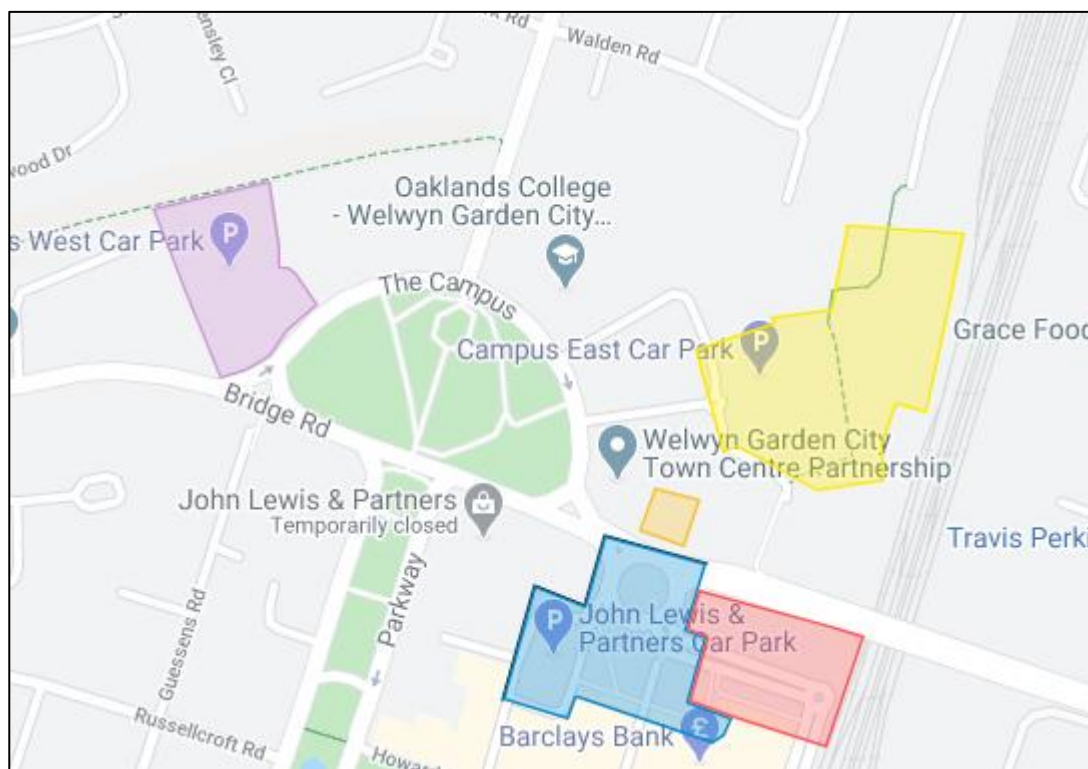 Walden Rd
Oaklands College
- Welwyn Garden City...
West Car Park
P
The Campus
Grace Food
Campus East Car Park
P
Bridge Rd
Welwyn Garden City
Town Centre Partnership
John Lewis & Partners
Temporarily closed
Travis Perk
John Lewis &
Partners Car Park
P
Parkway
Guessens Rd
Barclays Bank
£
Russellcroft Rd